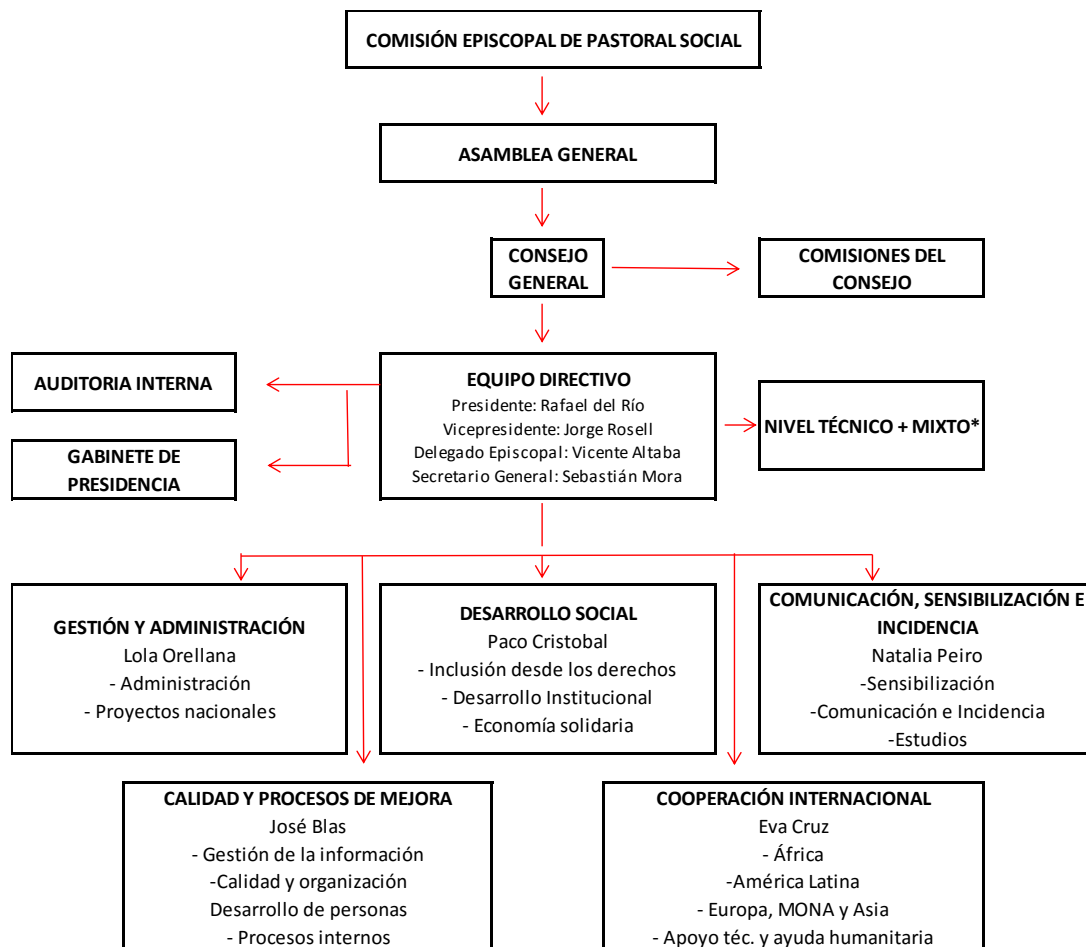 COMISIÓN EPISCOPAL DE PASTORAL SOCIAL
ASAMBLEA GENERAL
CONSEJO
GENERAL
COMISIONES DEL
CONSEJO
AUDITORIA INTERNA
GABINETE DE
PRESIDENCIA
EQUIPO DIRECTIVO
Presidente: Rafael del Río
Vicepresidente: Jorge Rosell
Delegado Episcopal: Vicente Altaba
Secretario General: Sebastián Mora
NIVEL TÉCNICO + MIXTO*
GESTIÓN Y ADMINISTRACIÓN
Lola Orellana
- Administración
- Proyectos nacionales
DESARROLLO SOCIAL
Paco Cristobal
- Inclusión desde los derechos
- Desarrollo Institucional
- Economía solidaria
COMUNICACIÓN, SENSIBILIZACIÓN E
INCIDENCIA
Natalia Peiro
-Sensibilización
-Comunicación e Incidencia
-Estudios
CALIDAD Y PROCESOS DE MEJORA
José Blas
- Gestión de la información
-Calidad y organización
Desarrollo de personas
- Procesos internos
COOPERACIÓN INTERNACIONAL
Eva Cruz
- África
-América Latina
- Europa, MONA y Asia
- Apoyo téc. y ayuda humanitaria